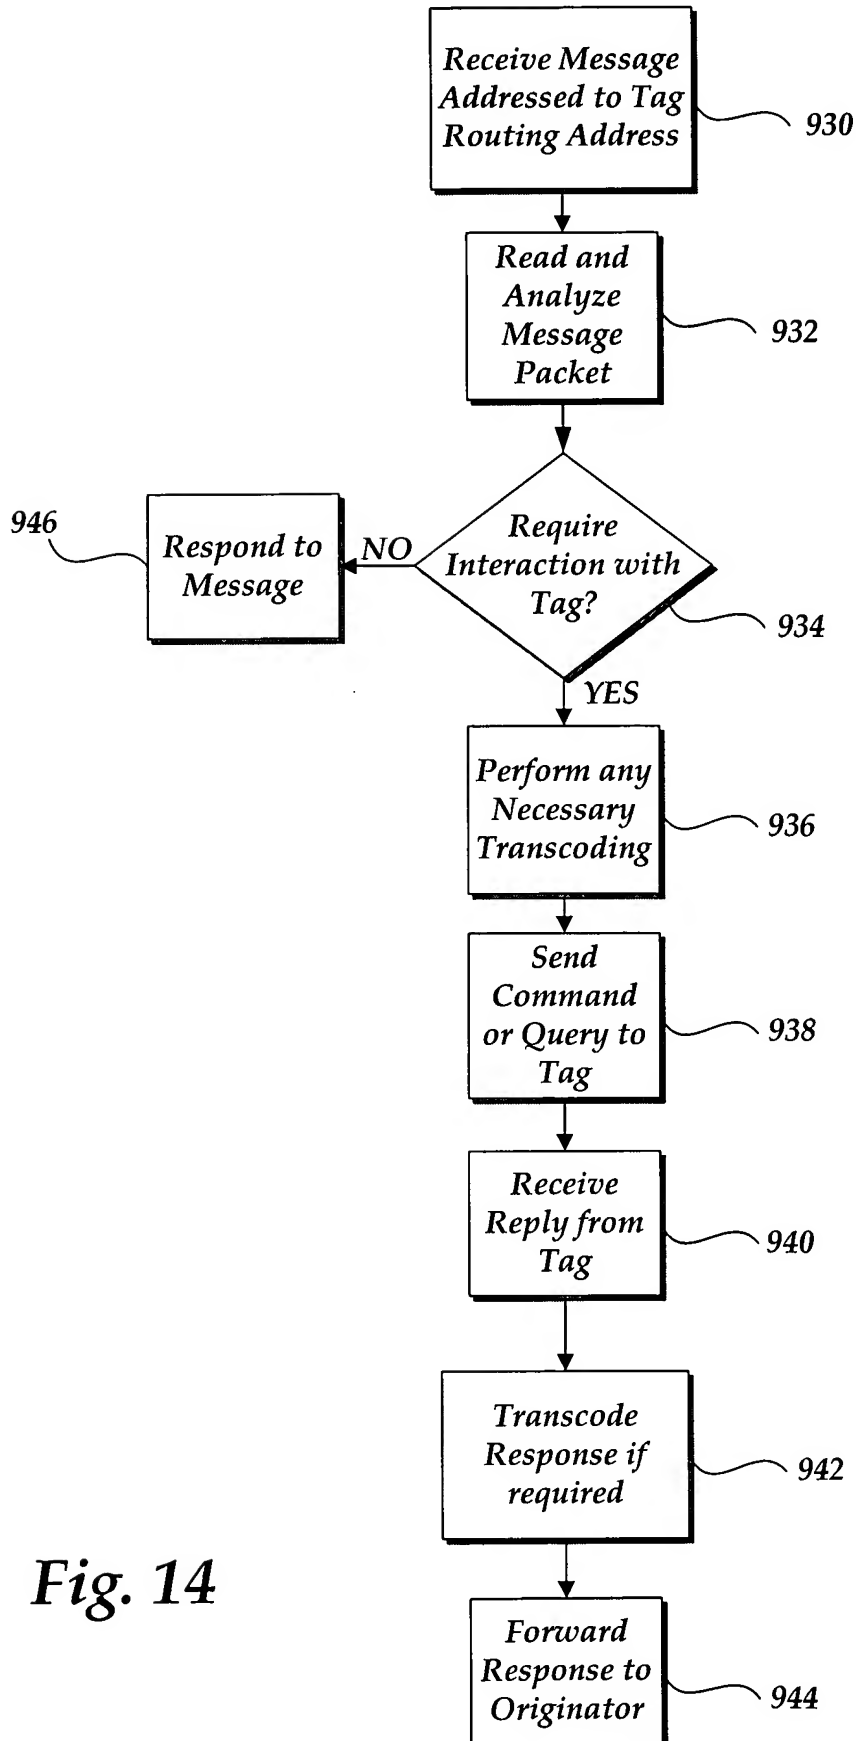 Receive Message
Addressed to Tag
Routing Address
930
Read and
Analyze
Message
Packet
932
946
Respond to
Message
NO
Require
Interaction with
Tag?
934
YES
Perform any
Necessary
Transcoding
936
Send
Command
or Query to
Tag
938
Receive
Reply from
Tag
940
Transcode
Response if
required
942
Fig. 14
Forward
Response to
Originator
944